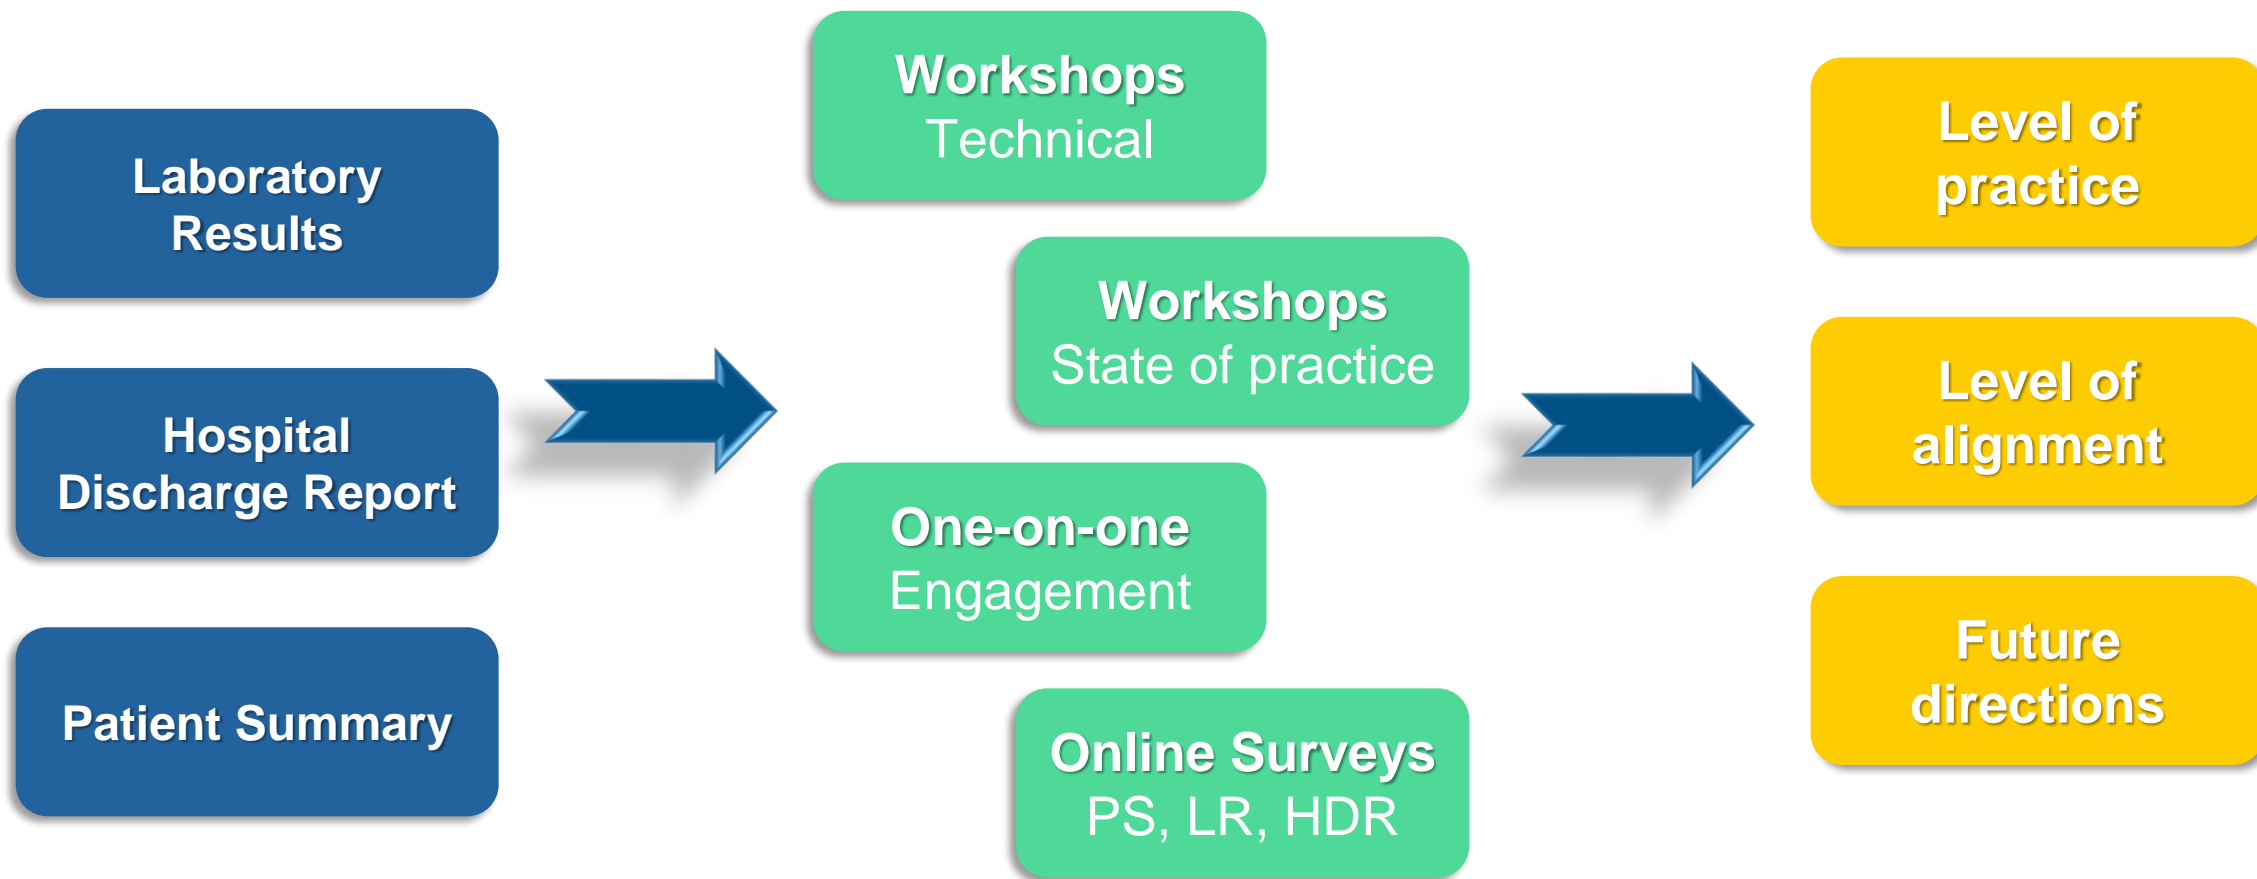 Laboratory
Results
Hospital
Discharge Report
Patient Summary
Workshops
Technical
Workshops
State of practice
One-on-one
Engagement
Online Surveys
PS, LR, HDR
Level of
practice
Level of
alignment
Future
directions